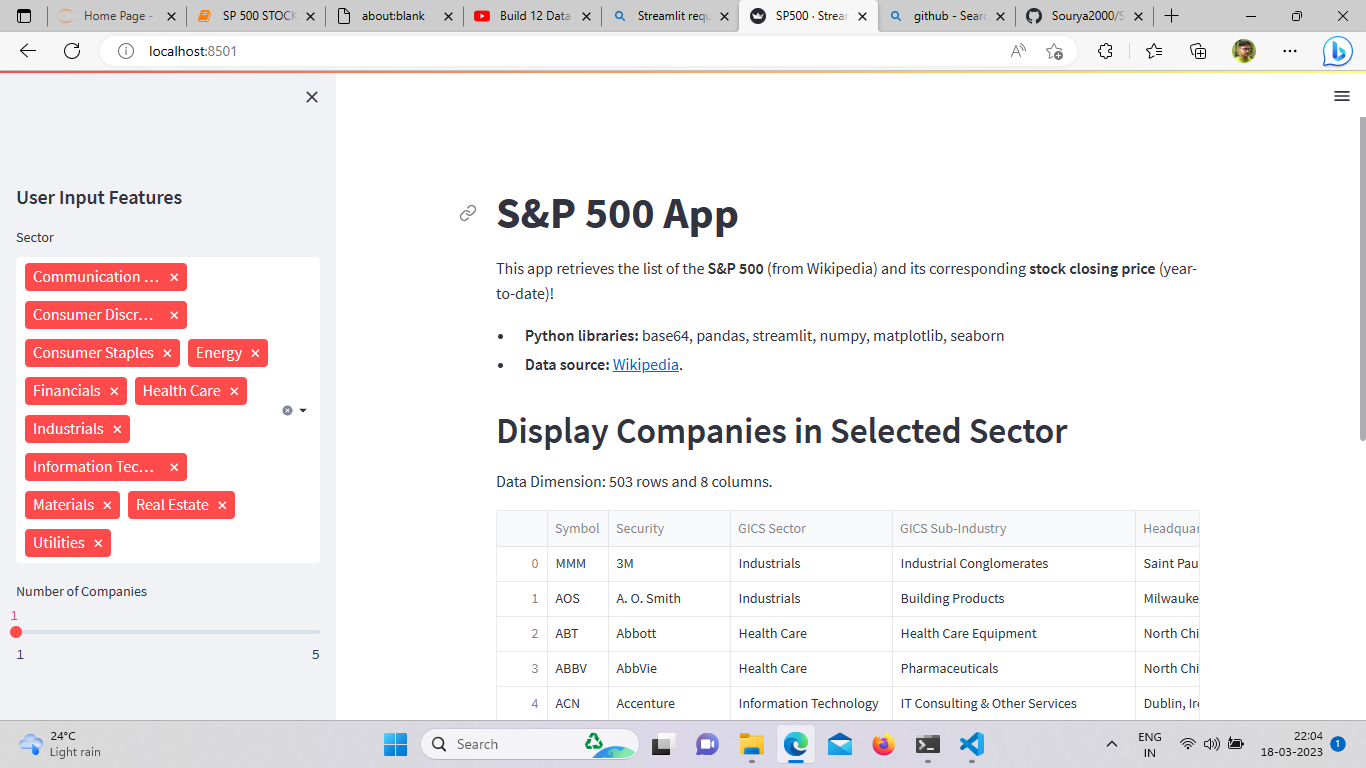 Home Page -
SP 500 STOCK
about:blank
Build 12 Data
Streamlit requ
SP500 · Strea
github - Sear
Sourya2000/S
localhost:8501
User Input Features
Sector
Communication ...
Consumer Discr...
Consumer Staples
Energy
Financials
Health Care
Industrials
Information Tec...
Materials
Real Estate
Utilities
Number of Companies
1
1 5
S&P 500 App
This app retrieves the list of the S&P 500 (from Wikipedia) and its corresponding stock closing price (year-
to-date)!
• Python libraries: base64, pandas, streamlit, numpy, matplotlib, seaborn
• Data source: Wikipedia.
Display Companies in Selected Sector
Data Dimension: 503 rows and 8 columns.
Symbol Security GICS Sector GICS Sub-Industry Headquar
0 MMM 3M Industrials Industrial Conglomerates Saint Pau
1 AOS A. O. Smith Industrials Building Products Milwauke
2 ABT Abbott Health Care Health Care Equipment North Chi
3 ABBV AbbVie Health Care Pharmaceuticals North Chi
4 ACN Accenture Information Technology IT Consulting & Other Services Dublin, Ire
24°C
Light rain
Search
ENG
IN
22:04
18-03-2023
1